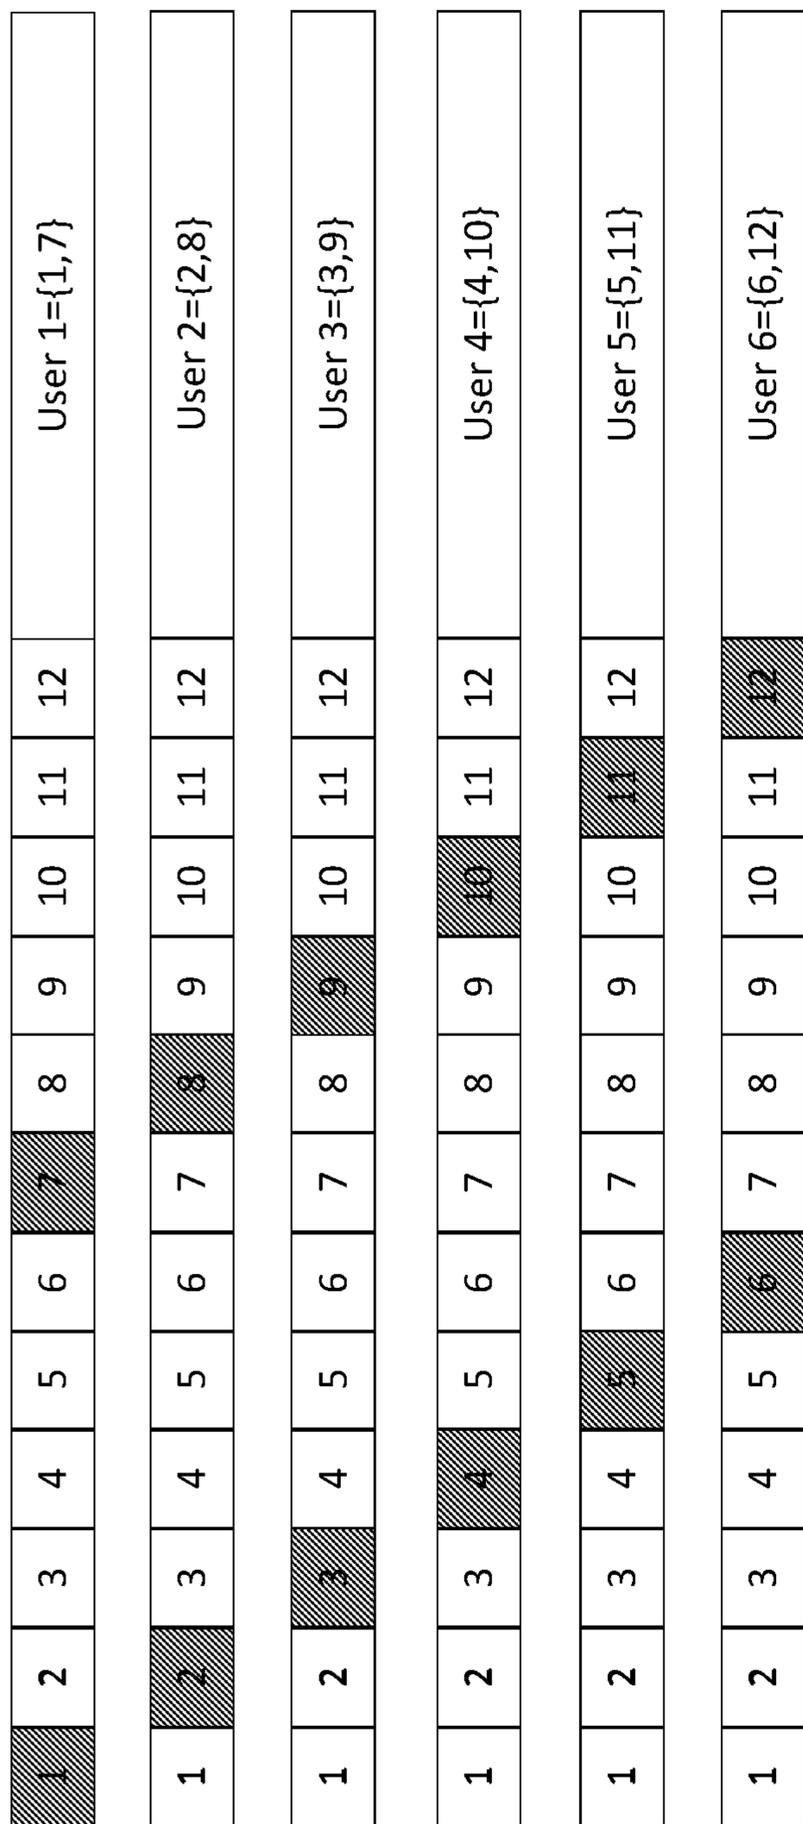 1 2 3 4 5 6 7 8 9 10 11 12 User 1={1,7}
1 2 3 4 5 6 7 8 9 10 11 12 User 2={2,8}
1 2 3 4 5 6 7 8 9 10 11 12 User 3={3,9}
1 2 3 4 5 6 7 8 9 10 11 12 User 4={4,10}
1 2 3 4 5 6 7 8 9 10 11 12 User 5={5,11}
1 2 3 4 5 6 7 8 9 10 11 12 User 6={6,12}